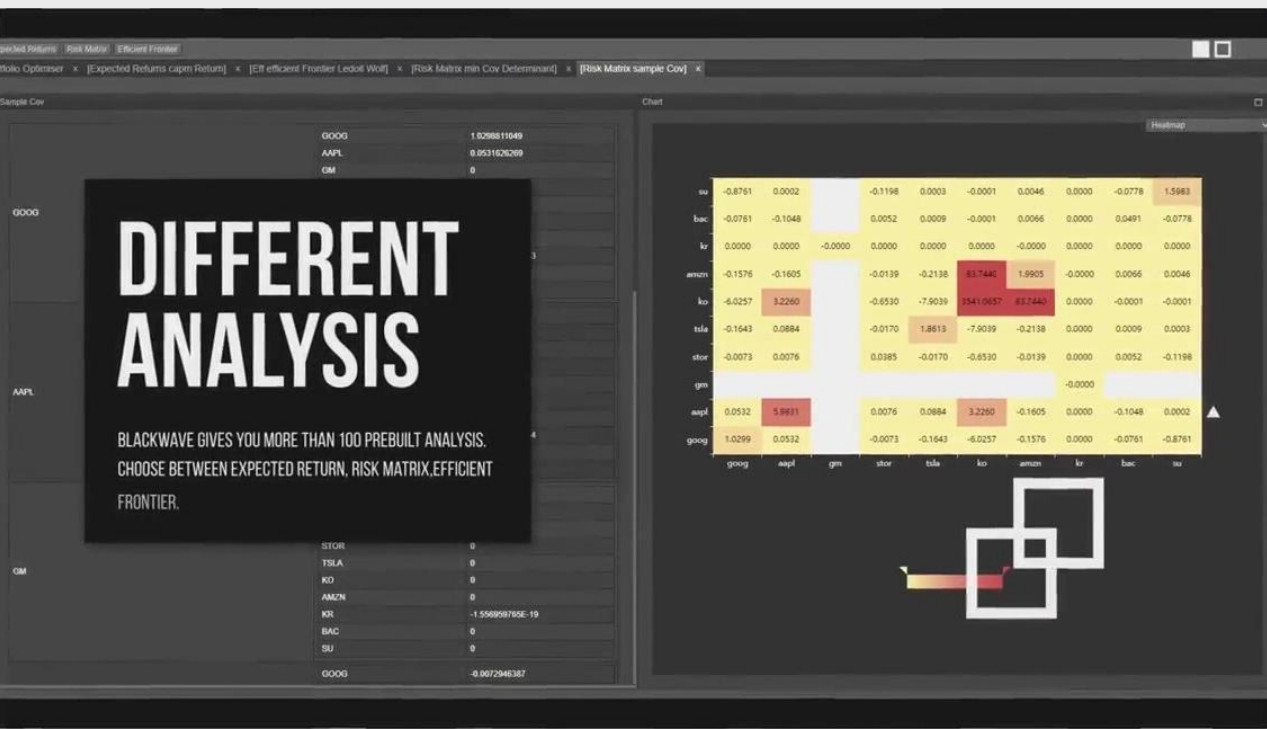 pected Returns Risk Matrix Efficient Frontier
tfolio Optimiser × [Expected Returns capm Return] × [Eff efficient Frontier Ledoit Wolf] × [Risk Matrix min Cov Determinant] × [Risk Matrix sample Cov] ×
Sample Cov
GOOG 1.0298811049
AAPL 0.0531626269
GM 0
GOOG
3
AAPL
4
GM
STOR 0
TSLA 0
KO 0
AMZN 0
KR -1.556959765E-19
BAC 0
SU 0
GOOG -0.0072946387
DIFFERENT
ANALYSIS
BLACKWAVE GIVES YOU MORE THAN 100 PREBUILT ANALYSIS.
CHOOSE BETWEEN EXPECTED RETURN, RISK MATRIX,EFFICIENT
FRONTIER.
Chart
Heatmap
su -0.8761 0.0002 -0.1198 0.0003 -0.0001 0.0046 0.0000 -0.0778 1.5983
bac -0.0761 -0.1048 0.0052 0.0009 -0.0001 0.0066 0.0000 0.0491 -0.0778
kr 0.0000 0.0000 -0.0000 0.0000 0.0000 0.0000 -0.0000 0.0000 0.0000 0.0000
amzn -0.1576 -0.1605 -0.0139 -0.2138 83.7440 1.9905 -0.0000 0.0066 0.0046
ko -6.0257 3.2260 -0.6530 -7.9039 83.7440 0.0000 -0.0001 -0.0001
tsla -0.1643 0.0884 -0.0170 1.8613 -7.9039 -0.2138 0.0000 0.0009 0.0003
stor -0.0073 0.0076 0.0385 -0.0170 -0.6530 -0.0139 0.0000 0.0052 -0.1198
gm -0.0000
aapl 0.0532 5.9831 0.0076 0.0884 3.2260 -0.1605 0.0000 -0.1048 0.0002
goog 1.0299 0.0532 -0.0073 -0.1643 -6.0257 -0.1576 0.0000 -0.0761 -0.8761
goog aapl gm stor tsla ko amzn kr bac su